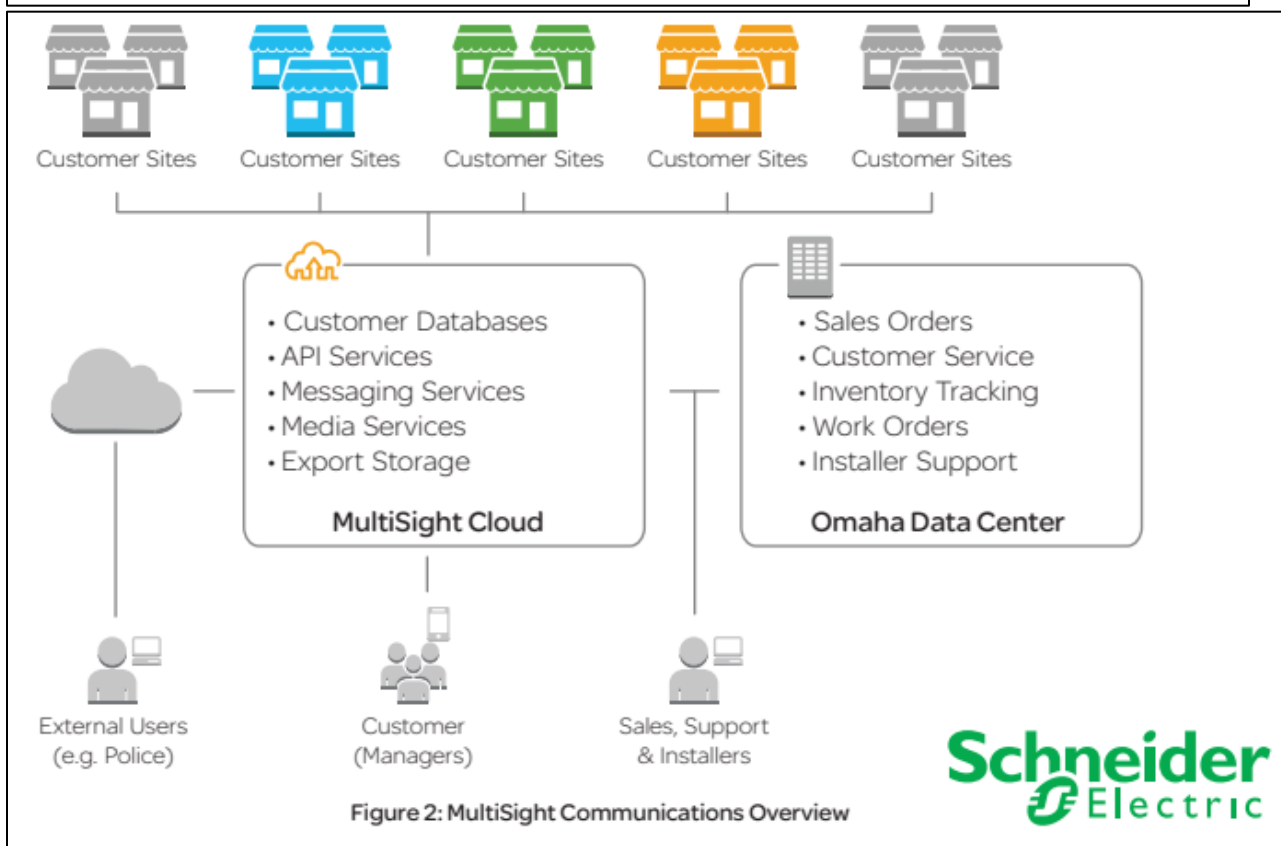 Customer Sites
Customer Sites
Customer Sites
Customer Sites
Customer Sites
• Customer Databases
• API Services
• Messaging Services
• Media Services
• Export Storage
MultiSight Cloud
• Sales Orders
• Customer Service
• Inventory Tracking
• Work Orders
• Installer Support
Omaha Data Center
External Users
(e.g. Police)
Customer
(Managers)
Sales, Support
& Installers
Figure 2: MultiSight Communications Overview
Schneider
Electric